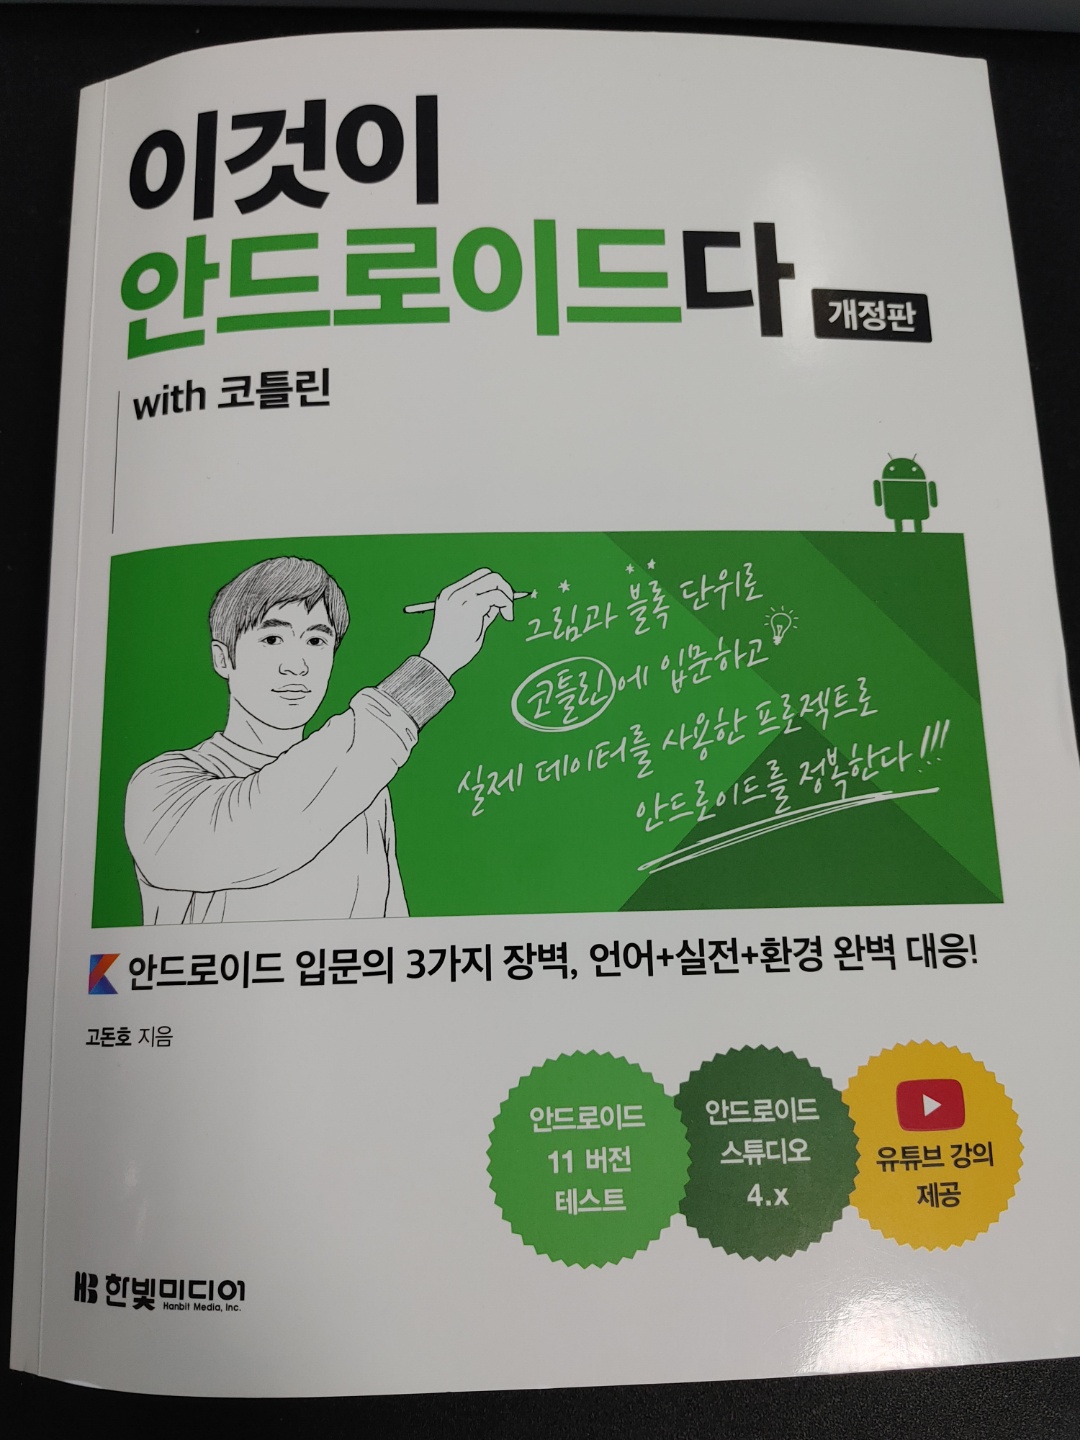 이것이
안드로이드다
개정판
with 코틀린
그림과 블록 단위로
코틀린에 입문하고
실제 데이터를 사용한 프로젝트로
안드로이드를 정복한다!!!
안드로이드 입문의 3가지 장벽, 언어+실전+환경 완벽 대응!
고돈호 지음
안드로이드
11 버전
테스트
안드로이드
스튜디오
4.x
유튜브 강의
제공
HB 한빛미디어
Hanbit Media, Inc.